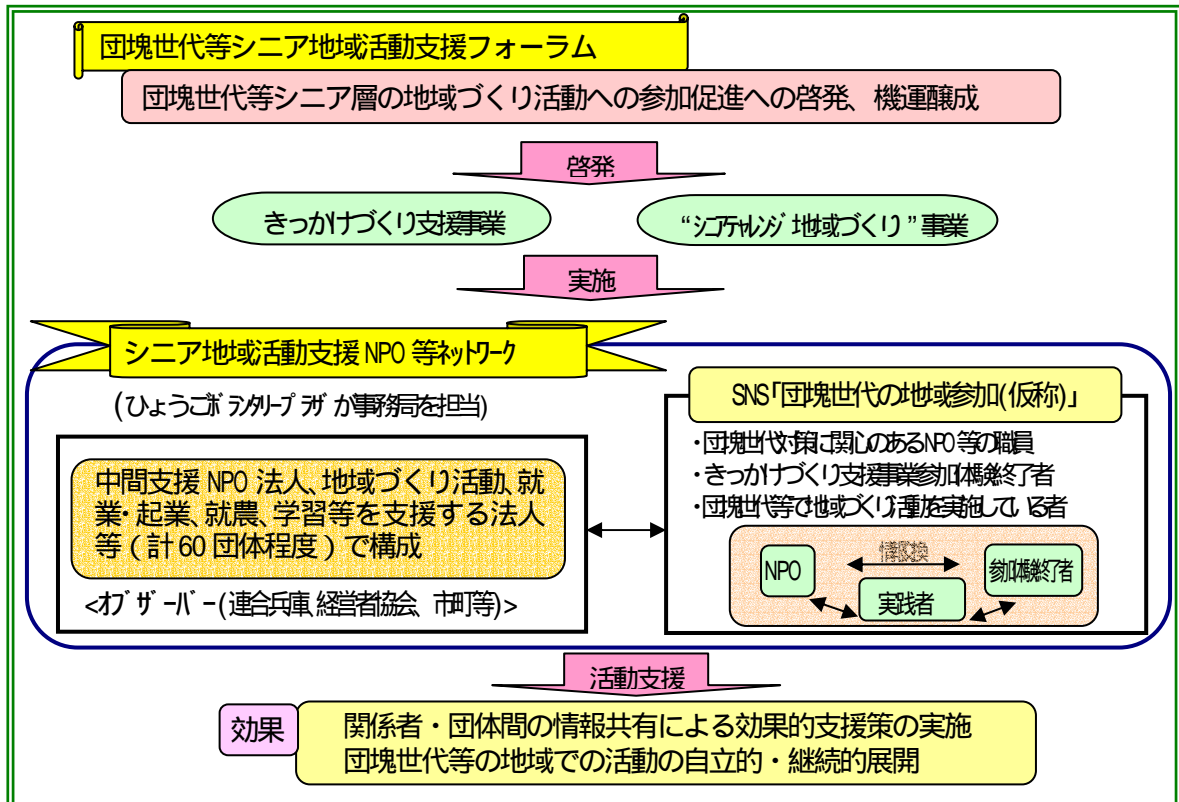 団塊世代等シニア地域活動支援フォーラム
団塊世代等シニア層の地域づくり活動への参加促進への啓発、機運醸成
啓発
きっかけづくり支援事業
“シニアチャレンジ地域づくり”事業
実施
シニア地域活動支援NPO等ネットワーク
(ひょうごボランタリープラザが事務局を担当)
中間支援NPO法人、地域づくり活動、就
業・起業、就農、学習等を支援する法人
等（計60団体程度）で構成
<オブザーバー(連合兵庫、経営者協会、市町等)>
SNS「団塊世代の地域参加(仮称)」
・団塊世代対策に関心のあるNPO等の職員
・きっかけづくり支援事業参加体験終了者
・団塊世代等で地域づくり活動を実施している者
情報交換
NPO
参加体験終了者
実践者
活動支援
効果
関係者・団体間の情報共有による効果的支援策の実施
団塊世代等の地域での活動の自立的・継続的展開